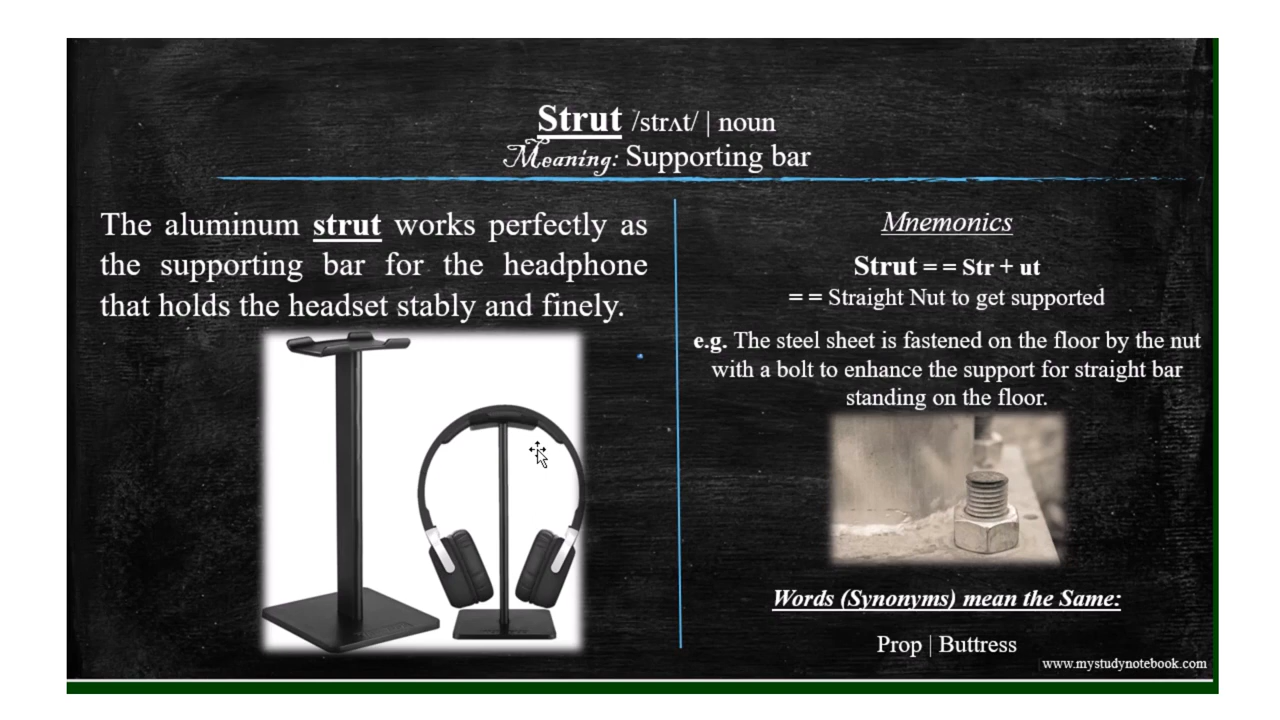 Strut /strʌt/ | noun
Meaning: Supporting bar
The aluminum strut works perfectly as
the supporting bar for the headphone
that holds the headset stably and finely.
Mnemonics
Strut = = Str + ut
= = Straight Nut to get supported
e.g. The steel sheet is fastened on the floor by the nut
with a bolt to enhance the support for straight bar
standing on the floor.
Words (Synonyms) mean the Same:
Prop | Buttress
www.mystudynotebook.com